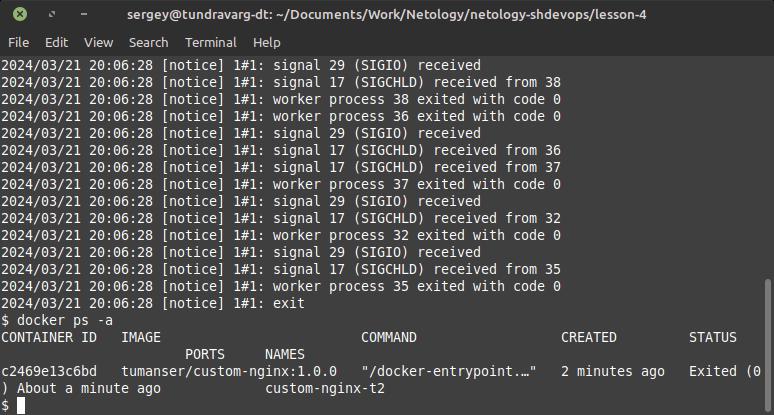 sergey@tundravarg-dt: ~/Documents/Work/Netology/netology-shdevops/lesson-4
File Edit View Search Terminal Help
2024/03/21 20:06:28 [notice] 1#1: signal 29 (SIGIO) received
2024/03/21 20:06:28 [notice] 1#1: signal 17 (SIGCHLD) received from 38
2024/03/21 20:06:28 [notice] 1#1: worker process 38 exited with code 0
2024/03/21 20:06:28 [notice] 1#1: worker process 36 exited with code 0
2024/03/21 20:06:28 [notice] 1#1: signal 29 (SIGIO) received
2024/03/21 20:06:28 [notice] 1#1: signal 17 (SIGCHLD) received from 36
2024/03/21 20:06:28 [notice] 1#1: signal 17 (SIGCHLD) received from 37
2024/03/21 20:06:28 [notice] 1#1: worker process 37 exited with code 0
2024/03/21 20:06:28 [notice] 1#1: signal 29 (SIGIO) received
2024/03/21 20:06:28 [notice] 1#1: signal 17 (SIGCHLD) received from 32
2024/03/21 20:06:28 [notice] 1#1: worker process 32 exited with code 0
2024/03/21 20:06:28 [notice] 1#1: signal 29 (SIGIO) received
2024/03/21 20:06:28 [notice] 1#1: signal 17 (SIGCHLD) received from 35
2024/03/21 20:06:28 [notice] 1#1: worker process 35 exited with code 0
2024/03/21 20:06:28 [notice] 1#1: exit
$ docker ps -a
CONTAINER ID   IMAGE                         COMMAND                  CREATED         STATUS
                       PORTS     NAMES
c2469e13c6bd   tumanser/custom-nginx:1.0.0   "/docker-entrypoint.…"   2 minutes ago   Exited (0
) About a minute ago             custom-nginx-t2
$